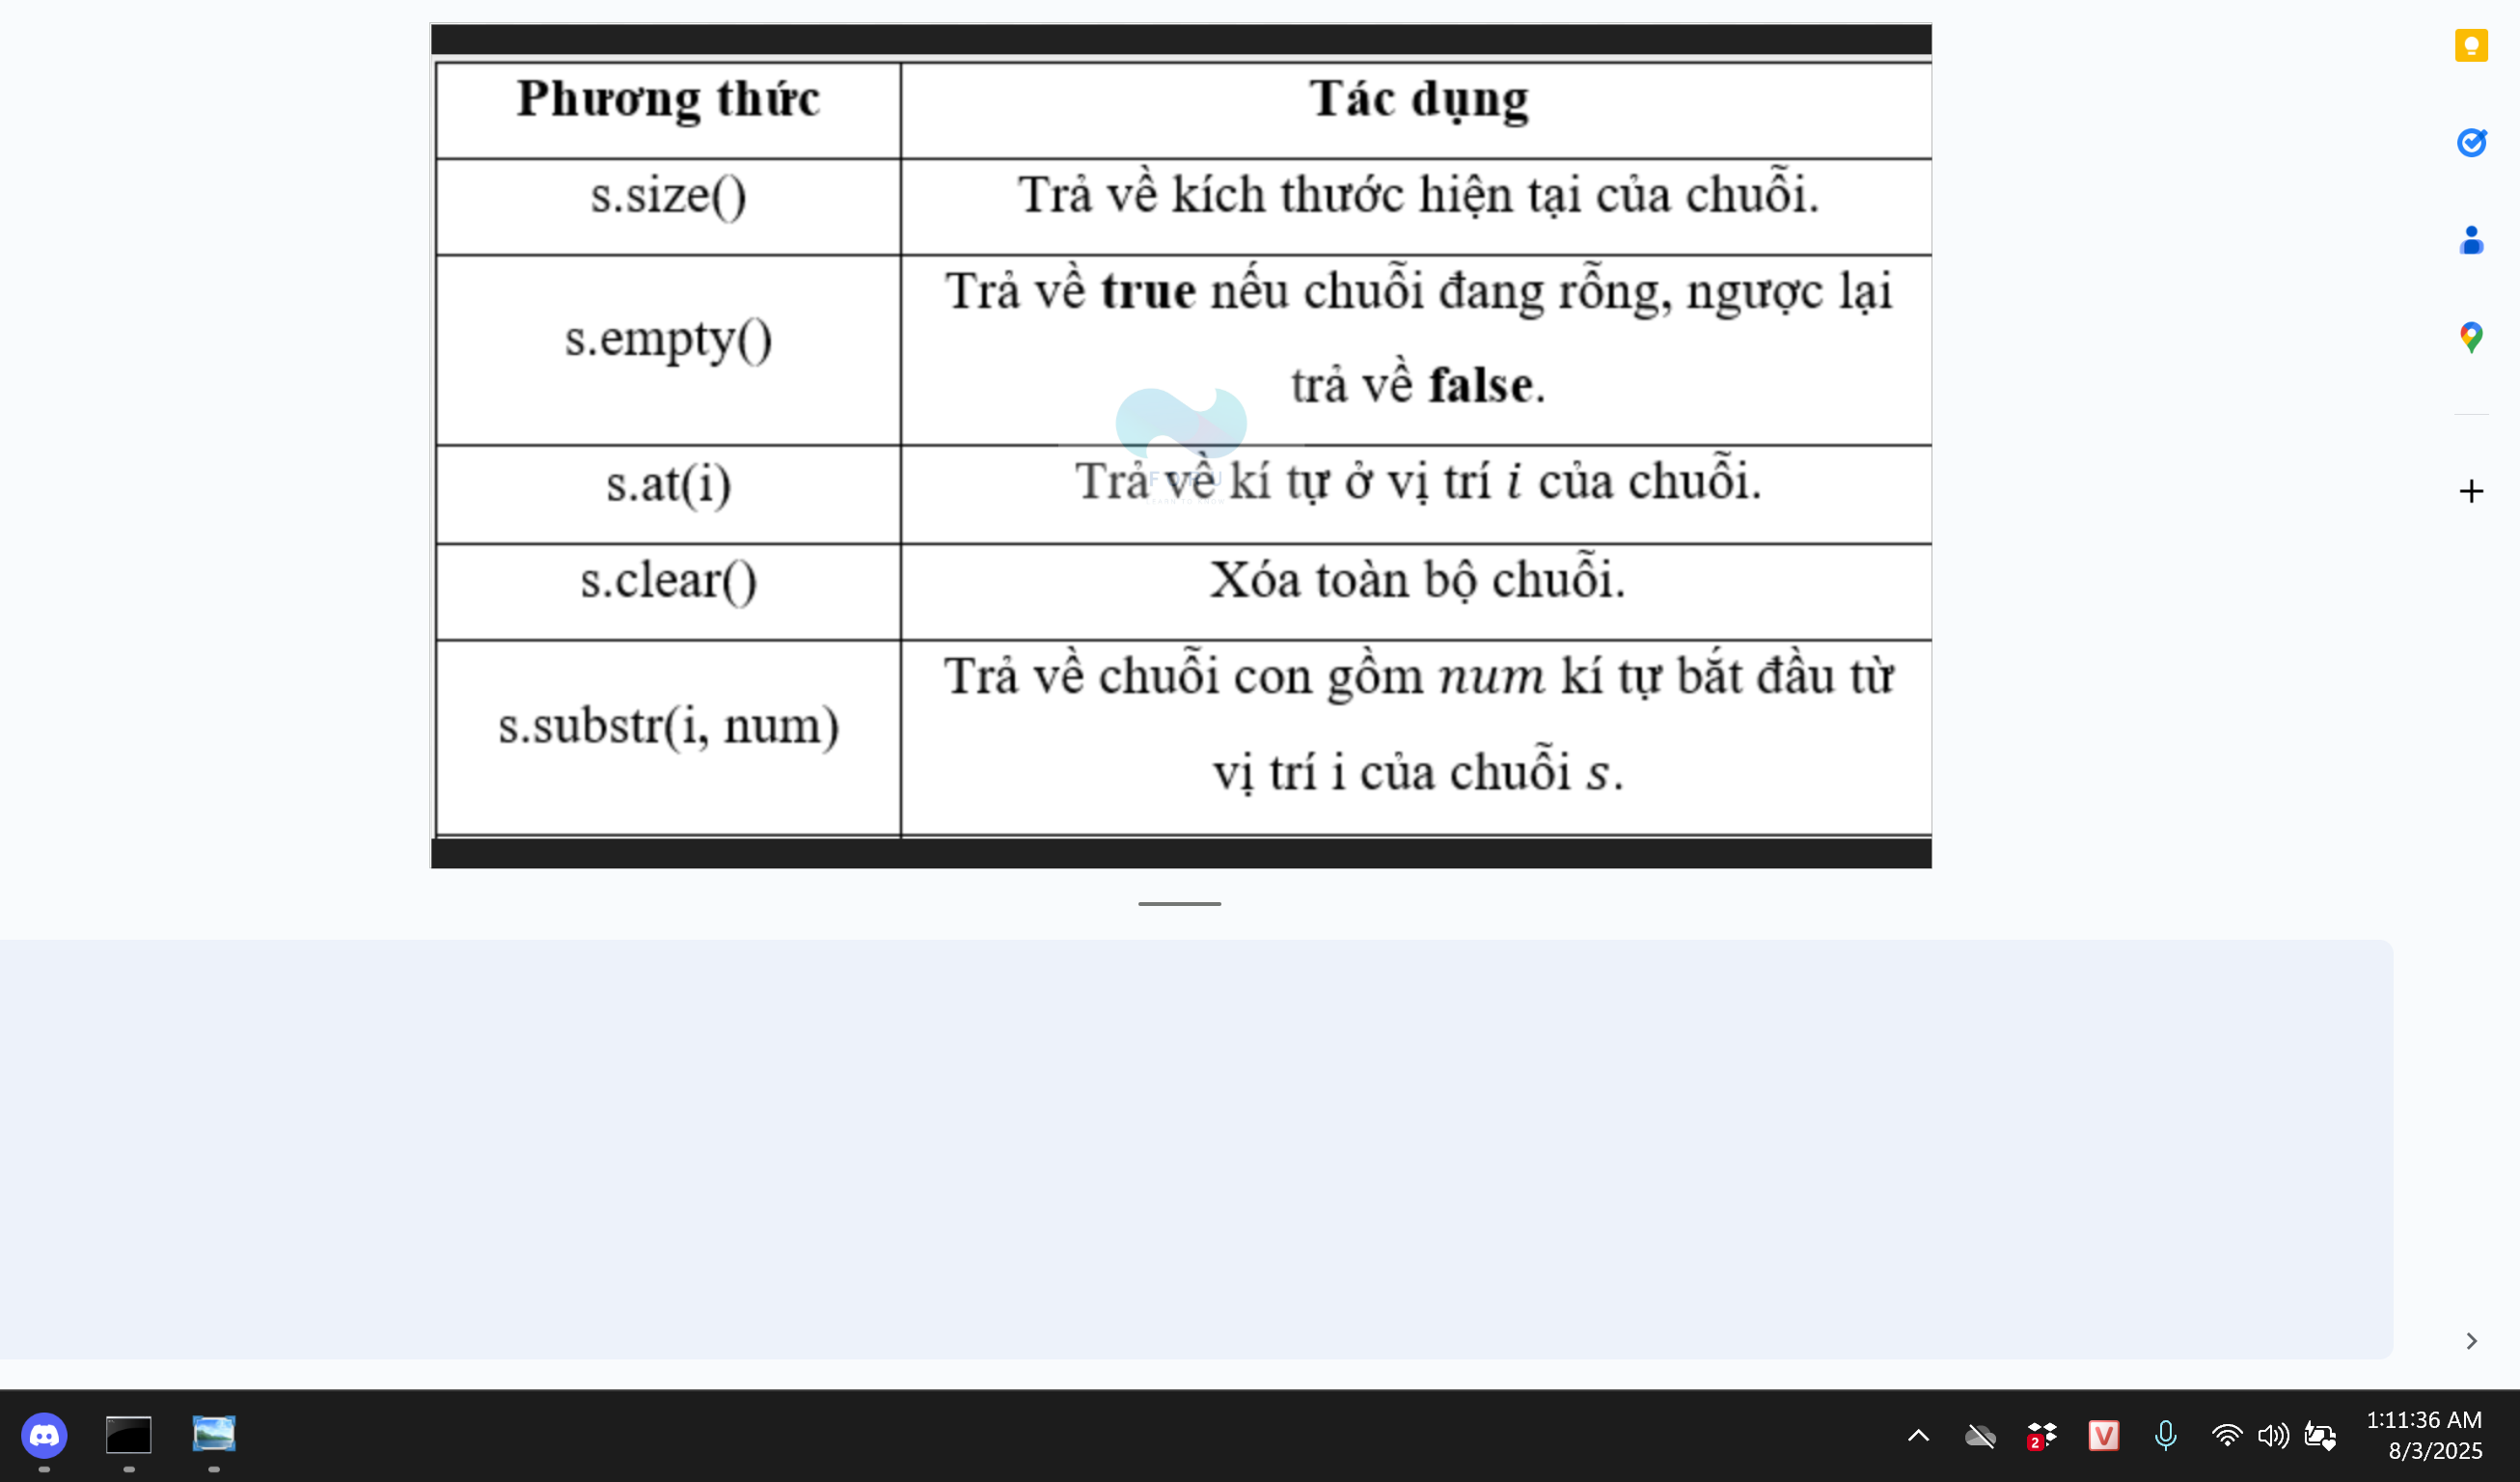 Phương thức
Tác dụng
s.size()
Trả về kích thước hiện tại của chuỗi.
s.empty()
Trả về true nếu chuỗi đang rỗng, ngược lại
trả về false.
s.at(i)
Trả về kí tự ở vị trí i của chuỗi.
s.clear()
Xóa toàn bộ chuỗi.
s.substr(i, num)
Trả về chuỗi con gồm num kí tự bắt đầu từ
vị trí i của chuỗi s.
2
V
1:11:36 AM
8/3/2025